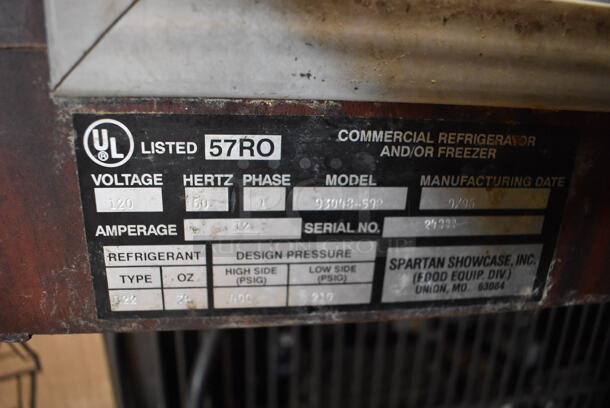 UL ® LISTED 57RO
COMMERCIAL REFRIGERATOR
AND/OR FREEZER
VOLTAGE HERTZ PHASE MODEL MANUFACTURING DATE
120 60 1
AMPERAGE 12 SERIAL NO.
REFRIGERANT DESIGN PRESSURE
TYPE OZ HIGH SIDE (PSIG) LOW SIDE (PSIG)
SPARTAN SHOWCASE, INC.
(FOOD EQUIP. DIV.)
UNION, MO. 63084